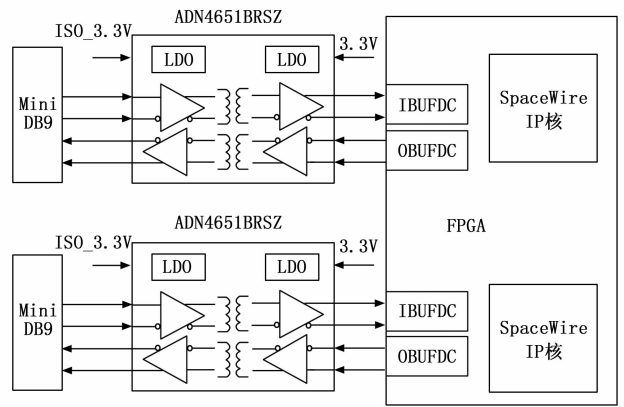 ADN4651BRSZ
ISO_3.3V
3.3V
LDO
LDO
Mini
DB9
IBUFDC
OBUFDC
SpaceWire
IP核
FPGA
ADN4651BRSZ
ISO_3.3V
3.3V
LDO
LDO
Mini
DB9
IBUFDC
OBUFDC
SpaceWire
IP核